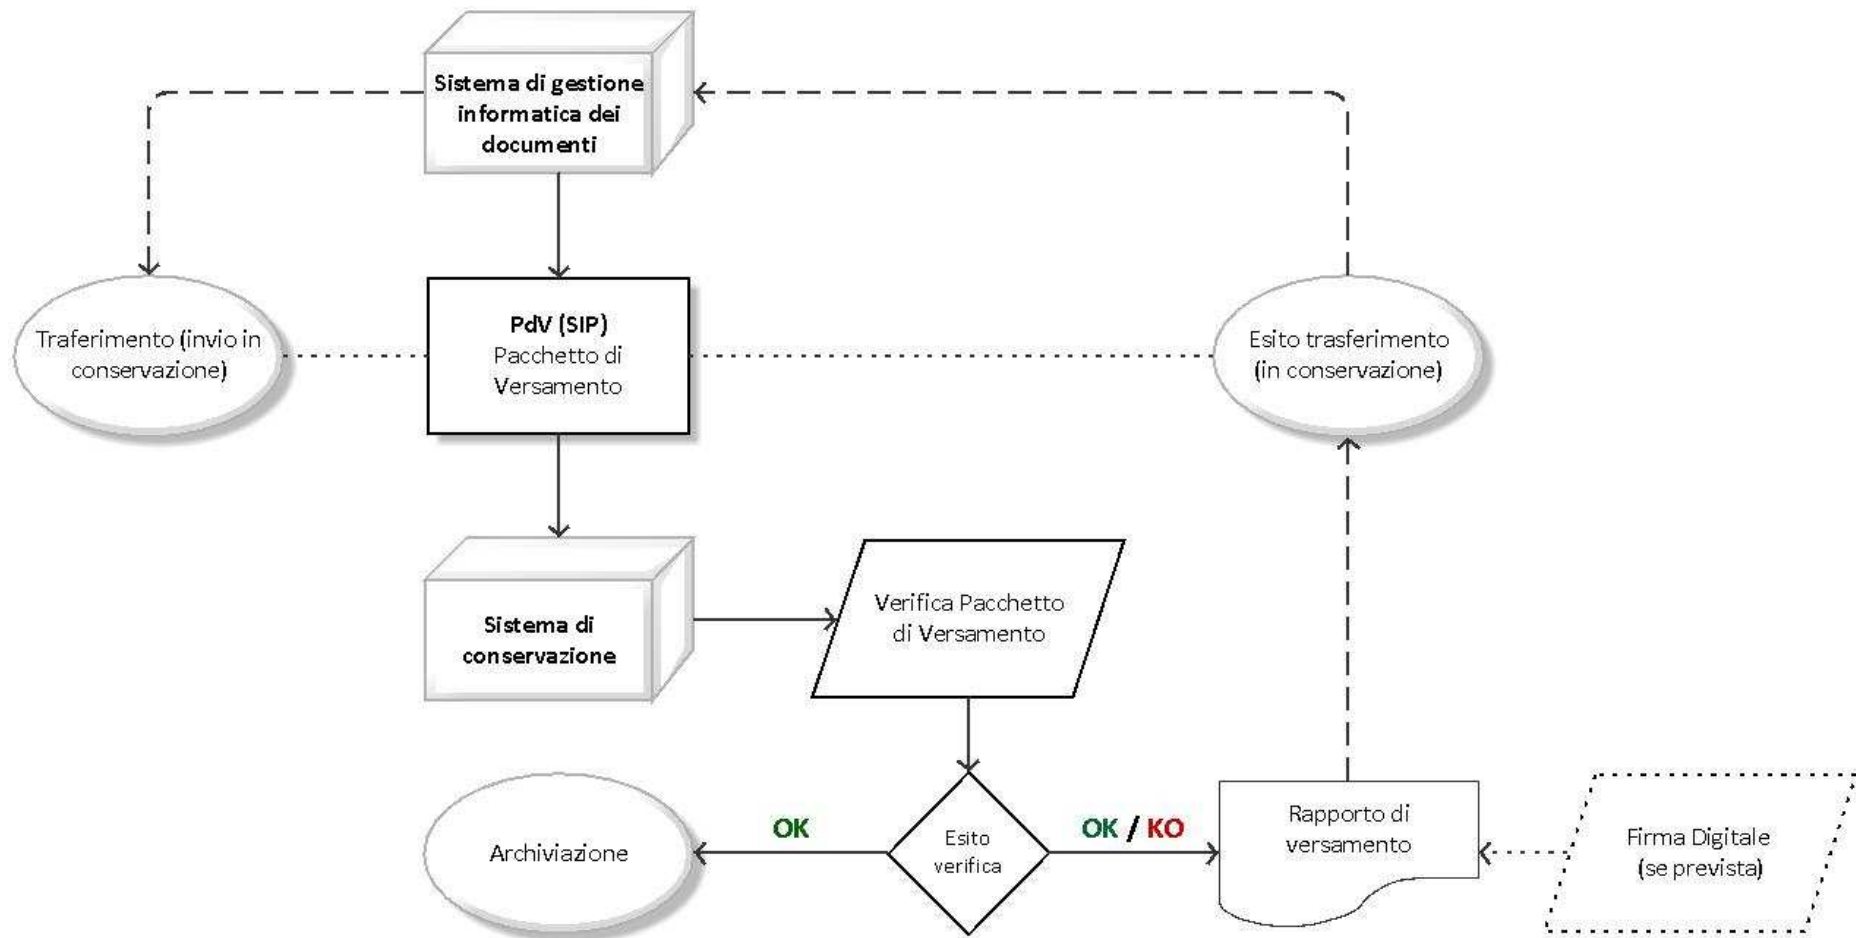 Sistema di gestione
informatica dei
documenti
Traferimento (invio in
conservazione)
PdV (SIP)
Pacchetto di
Versamento
Esito trasferimento
(in conservazione)
Sistema di
conservazione
Verifica Pacchetto
di Versamento
Archiviazione
OK
Esito
verifica
OK / KO
Rapporto di
versamento
Firma Digitale
(se prevista)